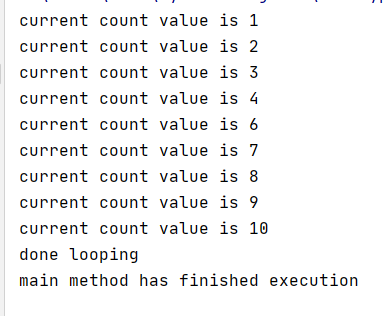 current count value is 1
current count value is 2
current count value is 3
current count value is 4
current count value is 6
current count value is 7
current count value is 8
current count value is 9
current count value is 10
done looping
main method has finished execution